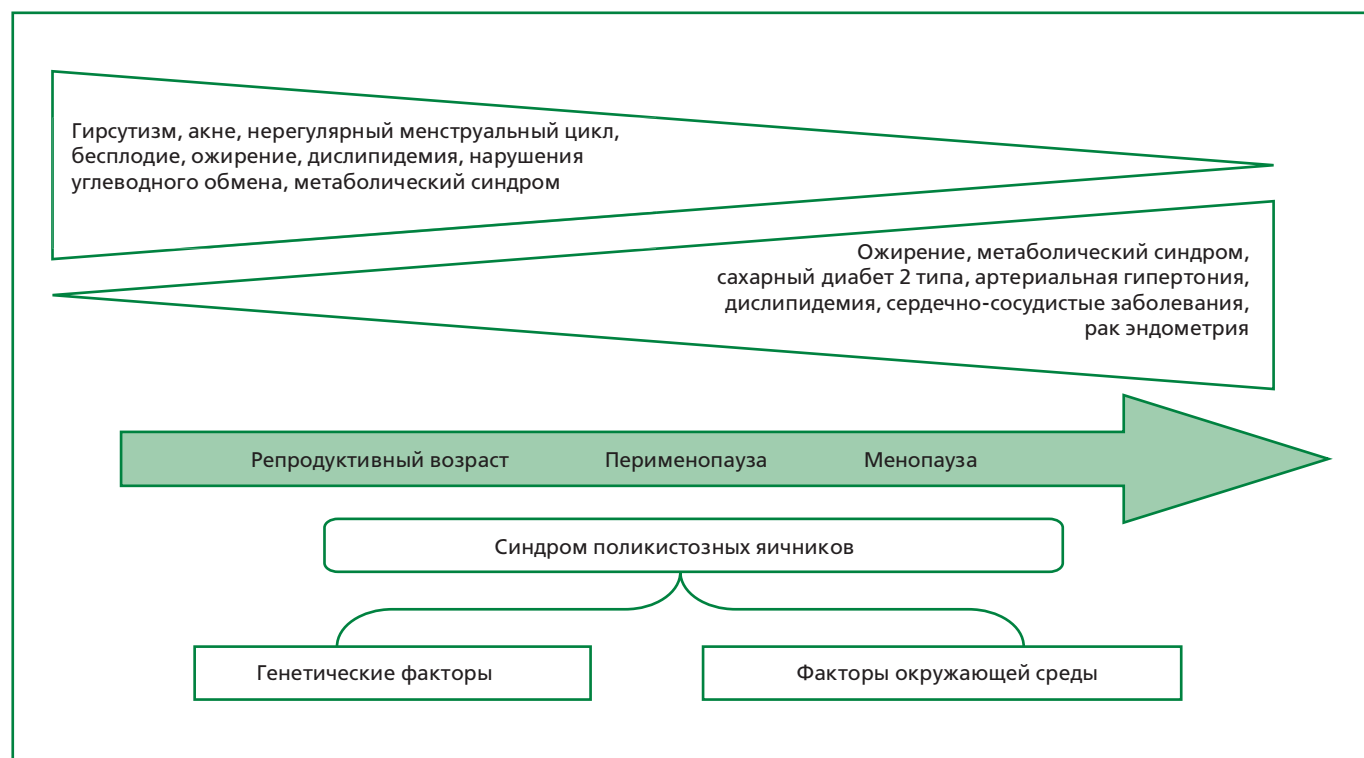 Гирсутизм, акне, нерегулярный менструальный цикл,
бесплодие, ожирение, дислипидемия, нарушения
углеводного обмена, метаболический синдром
Ожирение, метаболический синдром,
сахарный диабет 2 типа, артериальная гипертония,
дислипидемия, сердечно-сосудистые заболевания,
рак эндометрия
Репродуктивный возраст Перименопауза Менопауза
Синдром поликистозных яичников
Генетические факторы Факторы окружающей среды